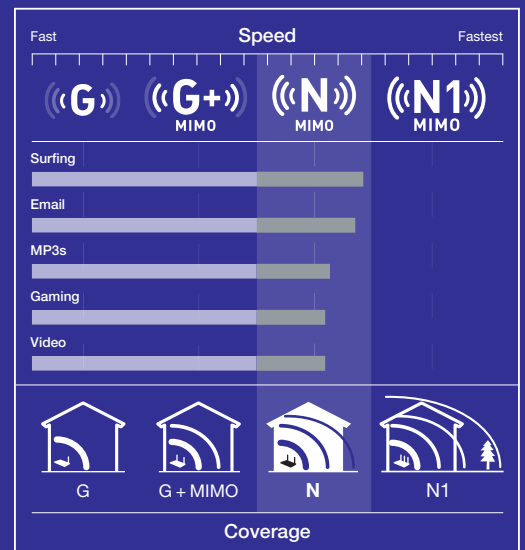 Fast Speed Fastest
G G+ N N1
MIMO MIMO MIMO
Surfing
Email
MP3s
Gaming
Video
G G + MIMO N N1
Coverage